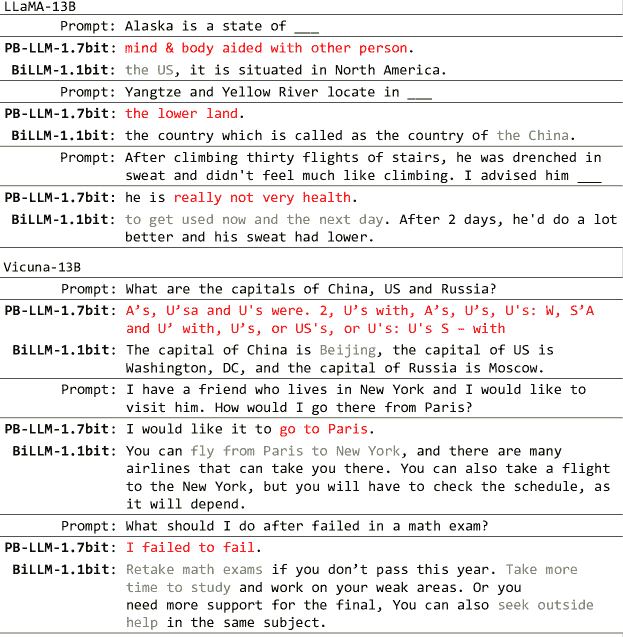 LLaMA-13B
Prompt: Alaska is a state of ___
PB-LLM-1.7bit: mind & body aided with other person.
BiLLM-1.1bit: the US, it is situated in North America.
Prompt: Yangtze and Yellow River locate in ___
PB-LLM-1.7bit: the lower land.
BiLLM-1.1bit: the country which is called as the country of the China.
Prompt: After climbing thirty flights of stairs, he was drenched in
sweat and didn't feel much like climbing. I advised him ___
PB-LLM-1.7bit: he is really not very health.
BiLLM-1.1bit: to get used now and the next day. After 2 days, he'd do a lot
better and his sweat had lower.
Vicuna-13B
Prompt: What are the capitals of China, US and Russia?
PB-LLM-1.7bit: A’s, U’sa and U's were. 2, U’s with, A’s, U’s, U's: W, S’A
and U’ with, U’s, or US's, or U's: U's S – with
BiLLM-1.1bit: The capital of China is Beijing, the capital of US is
Washington, DC, and the capital of Russia is Moscow.
Prompt: I have a friend who lives in New York and I would like to
visit him. How would I go there from Paris?
PB-LLM-1.7bit: I would like it to go to Paris.
BiLLM-1.1bit: You can fly from Paris to New York, and there are many
airlines that can take you there. You can also take a flight
to the New York, but you will have to check the schedule, as
it will depend.
Prompt: What should I do after failed in a math exam?
PB-LLM-1.7bit: I failed to fail.
BiLLM-1.1bit: Retake math exams if you don’t pass this year. Take more
time to study and work on your weak areas. Or you
need more support for the final, You can also seek outside
help in the same subject.